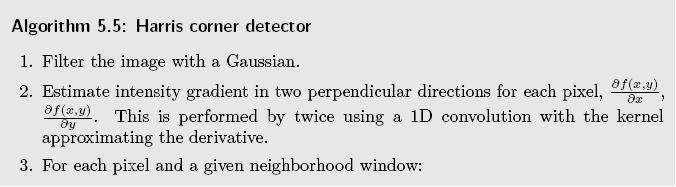 Algorithm 5.5: Harris corner detector
1. Filter the image with a Gaussian.
2. Estimate intensity gradient in two perpendicular directions for each pixel, ∂f(x,y)/∂x,
∂f(x,y)/∂y. This is performed by twice using a 1D convolution with the kernel
approximating the derivative.
3. For each pixel and a given neighborhood window: